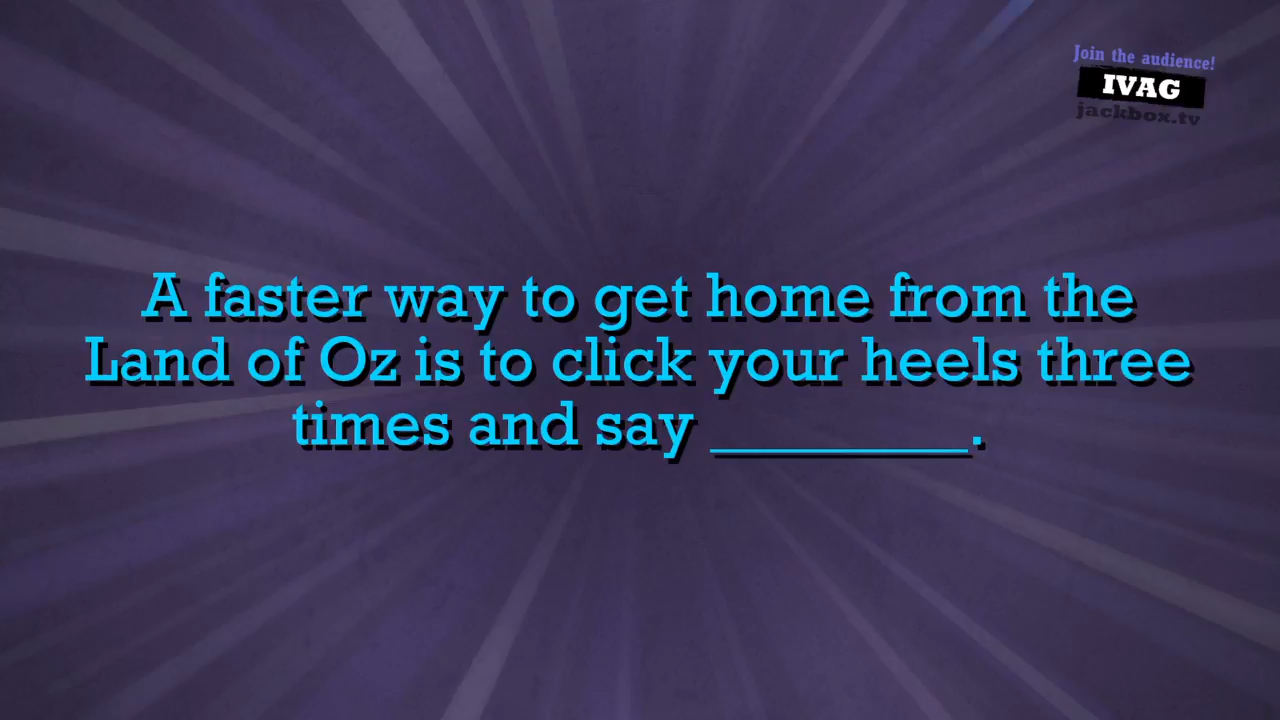 Join the audience!
IVAG
jackbox.tv
A faster way to get home from the
Land of Oz is to click your heels three
times and say ________.